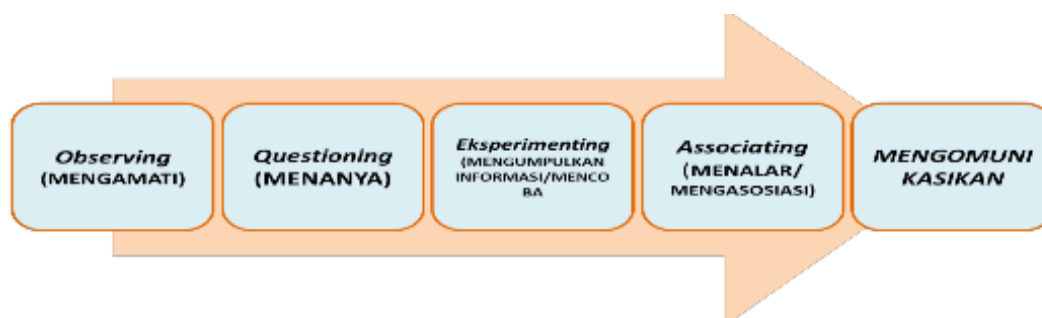 Observing
(MENGAMATI)
Questioning
(MENANYA)
Eksperimenting
(MENGUMPULKAN
INFORMASI/MENCO
BA
Associating
(MENALAR/
MENGASOSIASI)
MENGOMUNI
KASIKAN